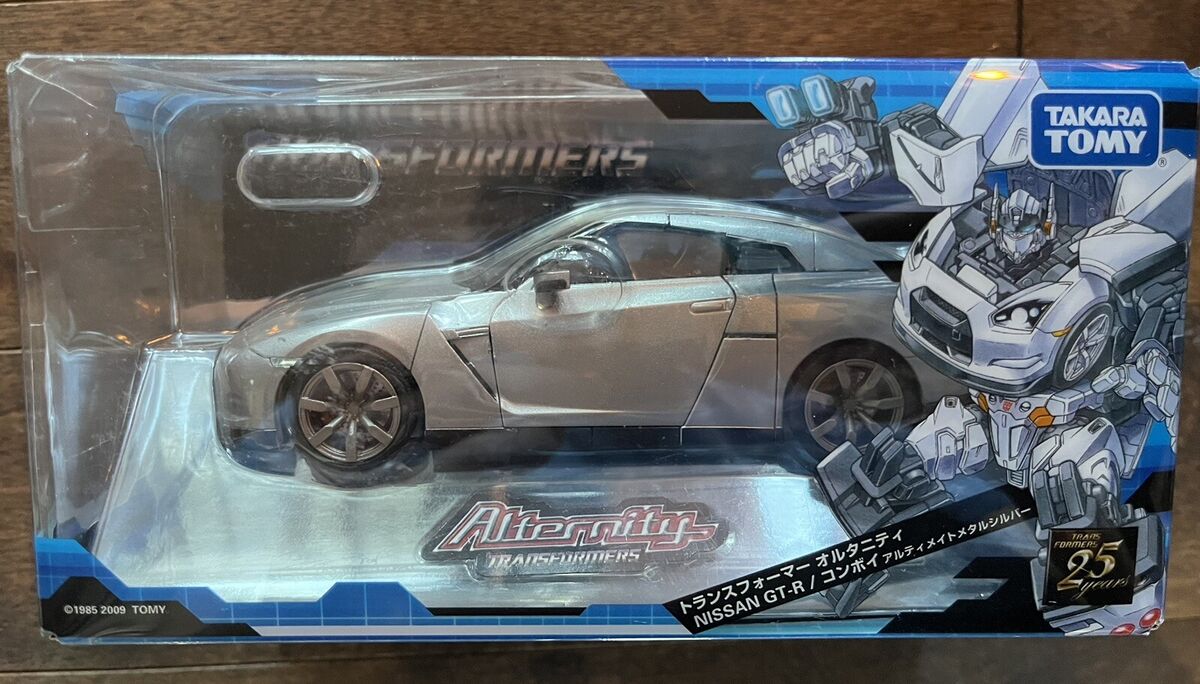 TRANSFORMERS
TAKARA
TOMY
®
Alternity
TRANSFORMERS
トランスフォーマー オルタニティ
NISSAN GT-R / コンボイ アルティメイトメタルシルバー
TRANS
FORMERS
25
years
©1985 2009 TOMY